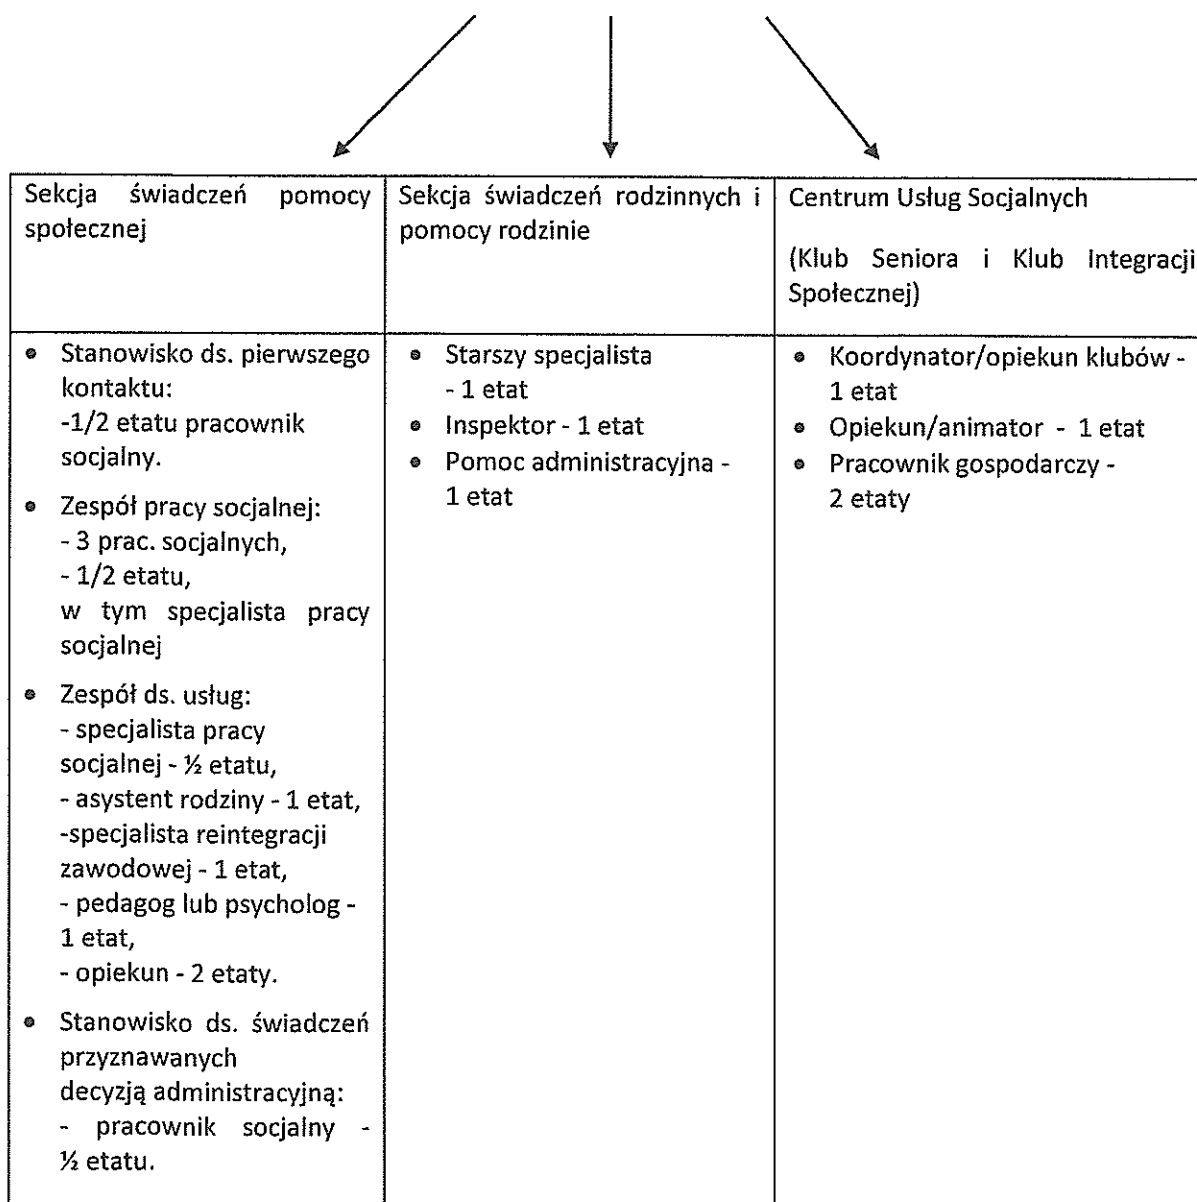 Sekcja świadczeń pomocy
społecznej
Sekcja świadczeń rodzinnych i
pomocy rodzinie
Centrum Usług Socjalnych
(Klub Seniora i Klub Integracji
Społecznej)
• Stanowisko ds. pierwszego
kontaktu:
-1/2 etatu pracownik
socjalny.
• Zespół pracy socjalnej:
- 3 prac. socjalnych,
- 1/2 etatu,
w tym specjalista pracy
socjalnej
• Zespół ds. usług:
- specjalista pracy
socjalnej - ½ etatu,
- asystent rodziny - 1 etat,
-specjalista reintegracji
zawodowej - 1 etat,
- pedagog lub psycholog -
1 etat,
- opiekun - 2 etaty.
• Stanowisko ds. świadczeń
przyznawanych
decyzją administracyjną:
- pracownik socjalny -
½ etatu.
• Starszy specjalista
- 1 etat
• Inspektor - 1 etat
• Pomoc administracyjna -
1 etat
• Koordynator/opiekun klubów -
1 etat
• Opiekun/animator - 1 etat
• Pracownik gospodarczy -
2 etaty